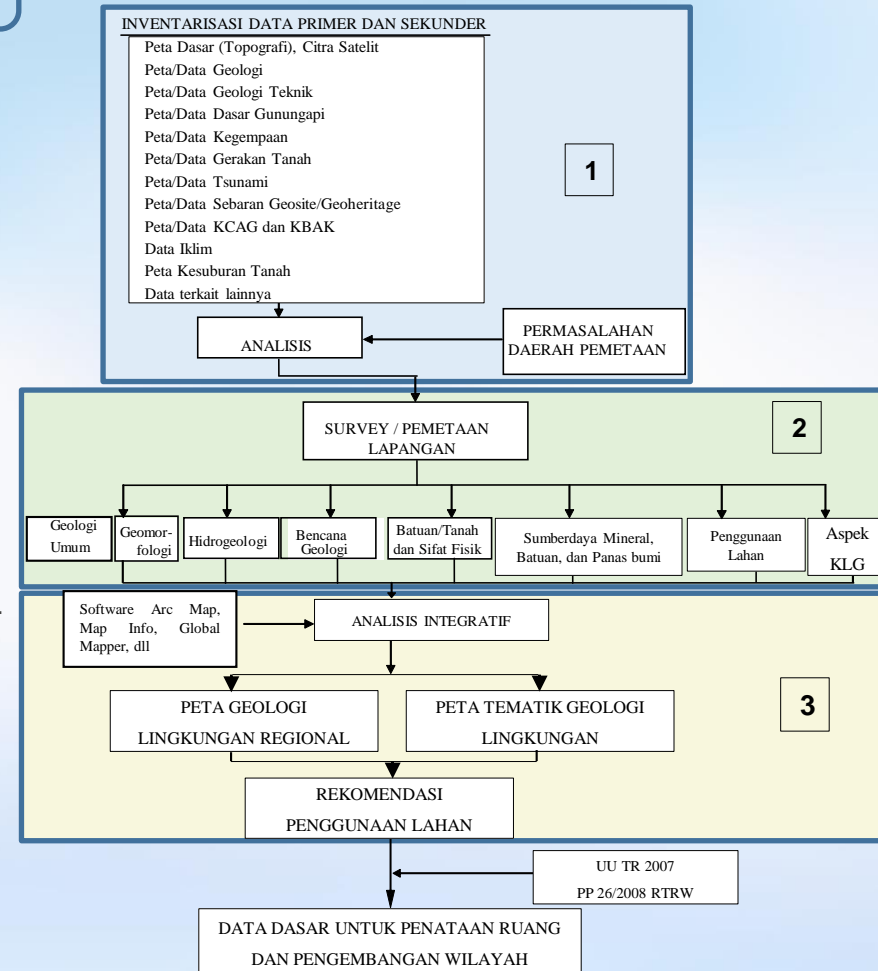 INVENTARISASI DATA PRIMER DAN SEKUNDER
Peta Dasar (Topografi), Citra Satelit
Peta/Data Geologi
Peta/Data Geologi Teknik
Peta/Data Dasar Gunungapi
Peta/Data Kegempaan
Peta/Data Gerakan Tanah
Peta/Data Tsunami
Peta/Data Sebaran Geosite/Geoheritage
Peta/Data KCAG dan KBAK
Data Iklim
Peta Kesuburan Tanah
Data terkait lainnya
1
ANALISIS
PERMASALAHAN
DAERAH PEMETAAN
SURVEY / PEMETAAN
LAPANGAN
2
Geologi
Umum
Geomor-
fologi
Hidrogeologi
Bencana
Geologi
Batuan/Tanah
dan Sifat Fisik
Sumberdaya Mineral,
Batuan, dan Panas bumi
Penggunaan
Lahan
Aspek
KLG
Software Arc Map,
Map Info, Global
Mapper, dll
ANALISIS INTEGRATIF
3
PETA GEOLOGI
LINGKUNGAN REGIONAL
PETA TEMATIK GEOLOGI
LINGKUNGAN
REKOMENDASI
PENGGUNAAN LAHAN
UU TR 2007
PP 26/2008 RTRW
DATA DASAR UNTUK PENATAAN RUANG
DAN PENGEMBANGAN WILAYAH